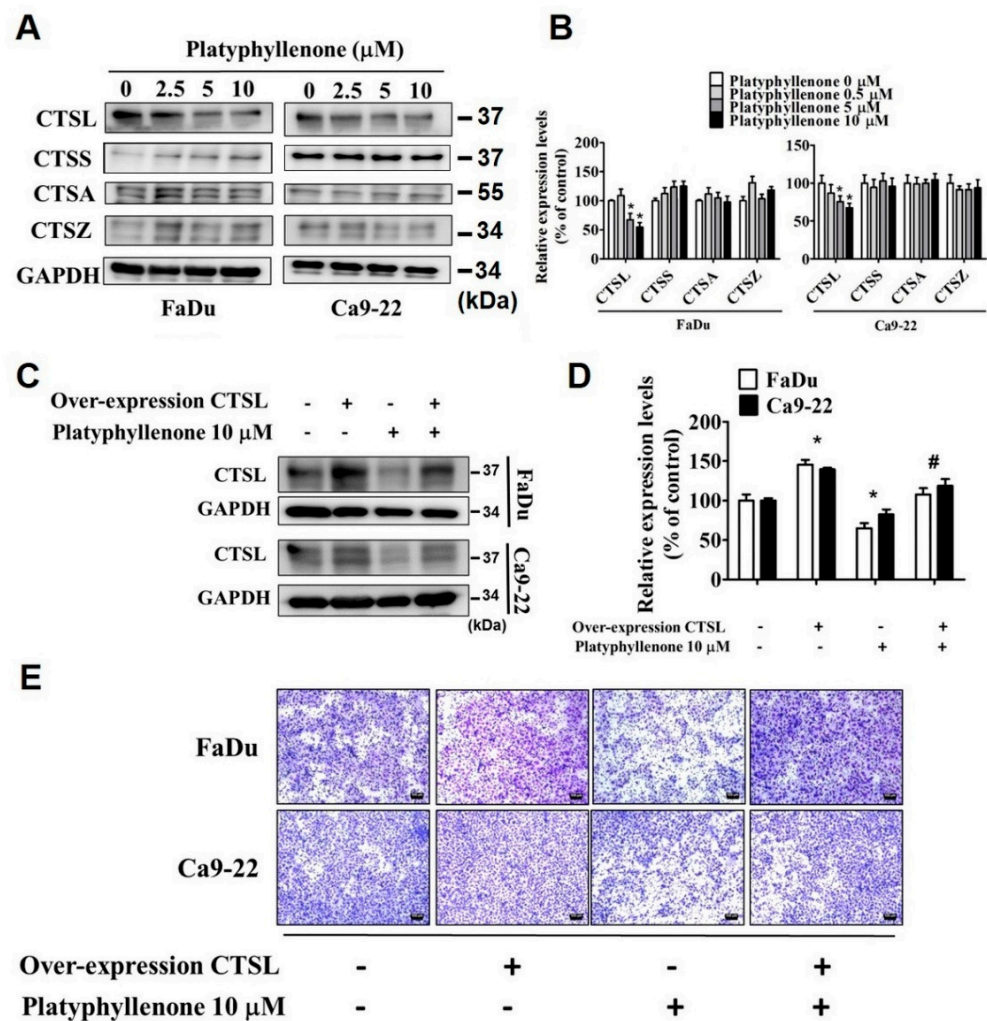 A
Platyphyllenone (μM)
0 2.5 5 10 0 2.5 5 10
CTSL
CTSS
CTSA
CTSZ
GAPDH
37
37
55
34
34
(kDa)
FaDu Ca9-22
B
Platyphyllenone 0 μM
Platyphyllenone 0.5 μM
Platyphyllenone 5 μM
Platyphyllenone 10 μM
Relative expression levels
(% of control)
150
100
50
0
* *
CTSL CTSS CTSA CTSZ
FaDu
150
100
50
0
* *
CTSL CTSS CTSA CTSZ
Ca9-22
C
Over-expression CTSL - + - +
Platyphyllenone 10 μM - - + +
CTSL 37
GAPDH 34
FaDu
CTSL 37
GAPDH 34
Ca9-22
(kDa)
D
FaDu
Ca9-22
Relative expression levels
(% of control)
200
150
100
50
0
* * #
Over-expression CTSL - + - +
Platyphyllenone 10 μM - - + +
E
FaDu
Ca9-22
Over-expression CTSL - + - +
Platyphyllenone 10 μM - - + +